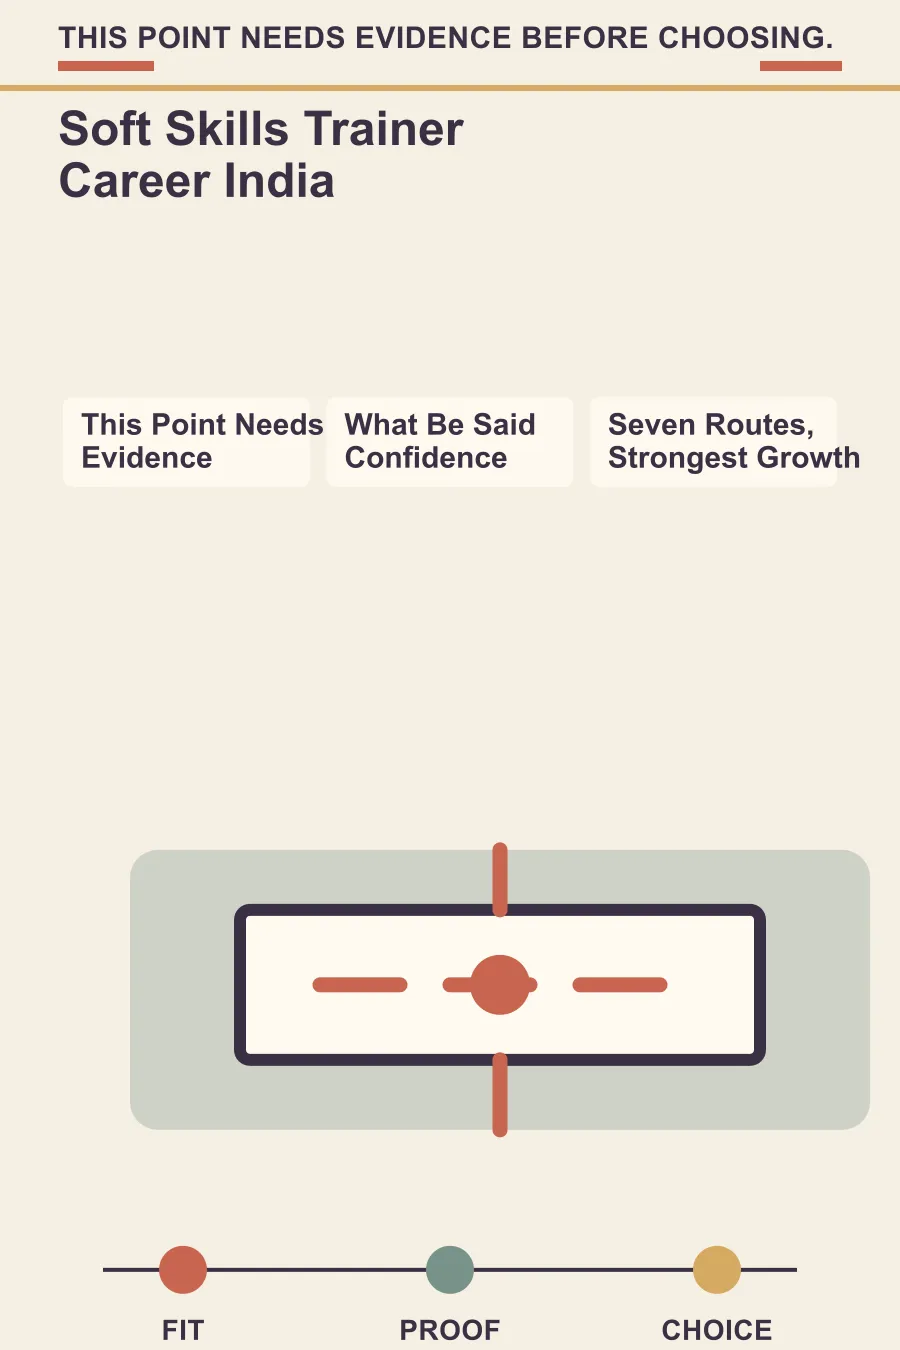 THIS POINT NEEDS EVIDENCE BEFORE CHOOSING.
Soft Skills Trainer
Career India
This Point Needs
Evidence
What Be Said
Confidence
Seven Routes,
Strongest Growth
FIT
PROOF
CHOICE